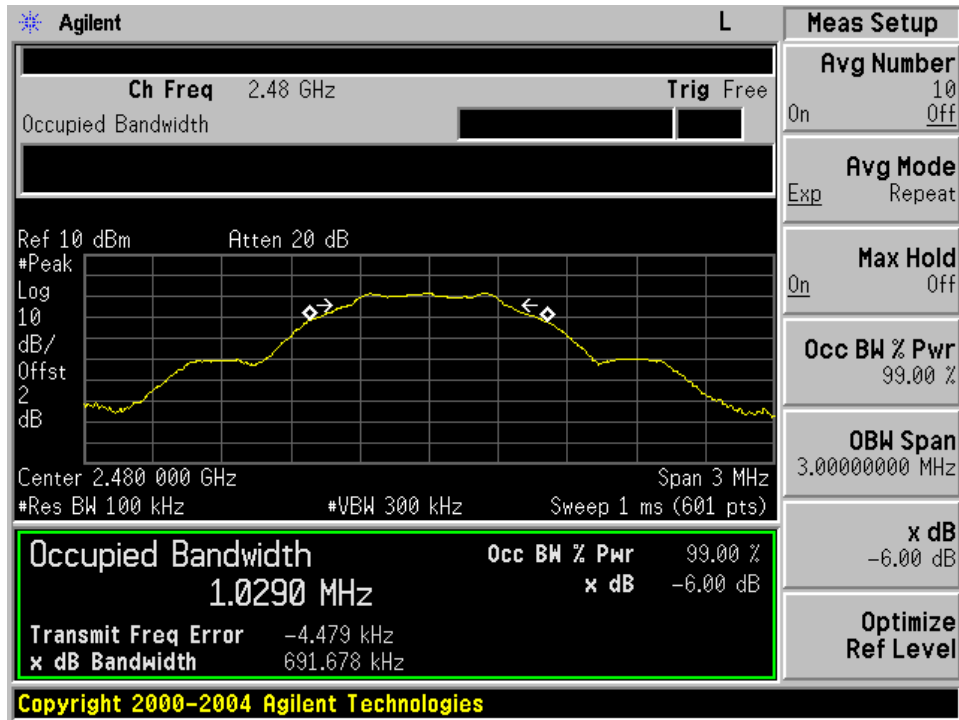 Agilent L Meas Setup
Ch Freq 2.48 GHz Trig Free
Occupied Bandwidth
Ref 10 dBm Atten 20 dB
#Peak
Log
10
dB/
Offst
2
dB
Center 2.480 000 GHz Span 3 MHz
#Res BW 100 kHz #VBW 300 kHz Sweep 1 ms (601 pts)
Occupied Bandwidth Occ BW % Pwr 99.00 %
1.0290 MHz x dB -6.00 dB
Transmit Freq Error -4.479 kHz
x dB Bandwidth 691.678 kHz
Copyright 2000-2004 Agilent Technologies
Avg Number
10
On Off
Avg Mode
Exp Repeat
Max Hold
On Off
Occ BW % Pwr
99.00 %
OBW Span
3.00000000 MHz
x dB
-6.00 dB
Optimize
Ref Level